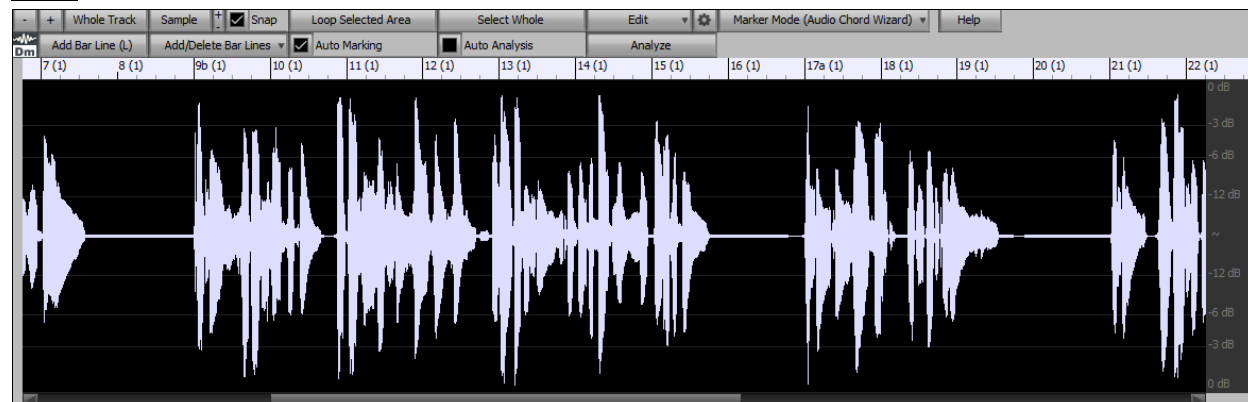 - + Whole Track Sample + - Snap Loop Selected Area Select Whole Edit Marker Mode (Audio Chord Wizard) Help
Dm Add Bar Line (L) Add/Delete Bar Lines Auto Marking Auto Analysis Analyze
7 (1) 8 (1) 9b (1) 10 (1) 11 (1) 12 (1) 13 (1) 14 (1) 15 (1) 16 (1) 17a (1) 18 (1) 19 (1) 20 (1) 21 (1) 22 (1)
0 dB
-3 dB
-6 dB
-12 dB
~
-12 dB
-6 dB
-3 dB
0 dB